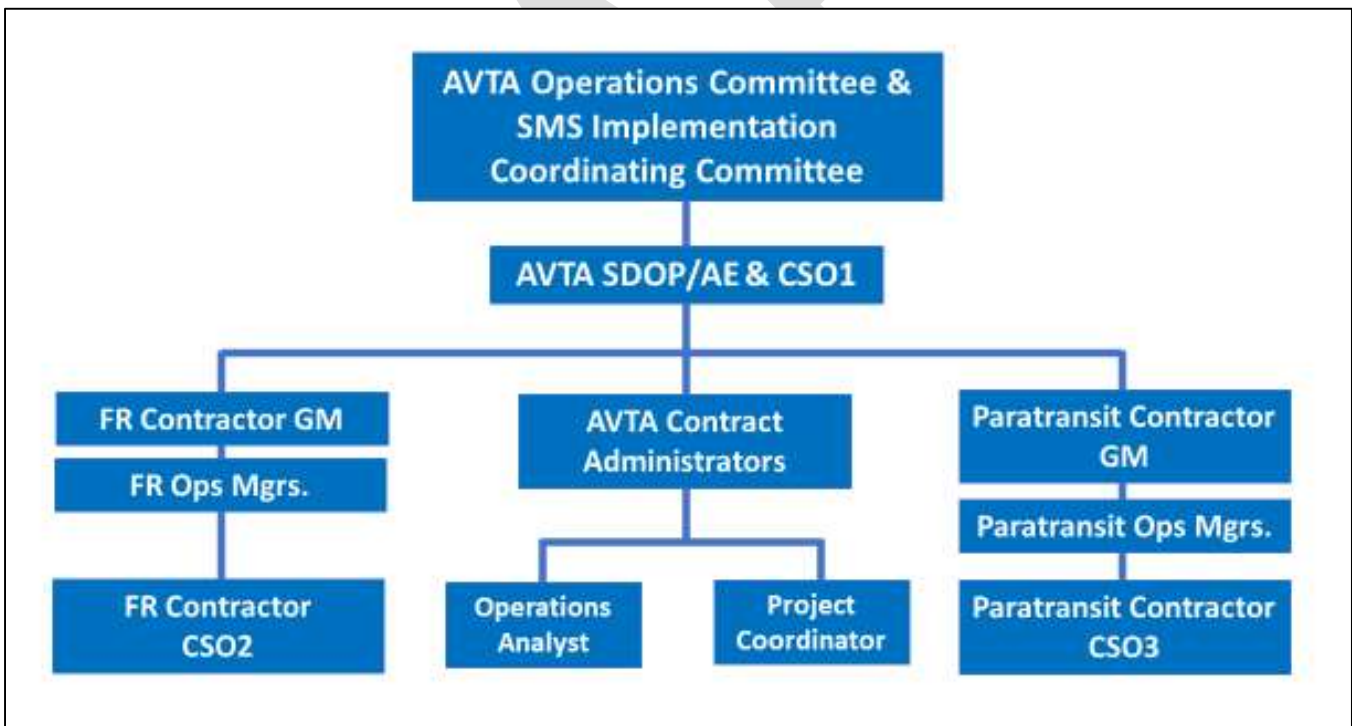 AVTA Operations Committee &
SMS Implementation
Coordinating Committee
AVTA SDOP/AE & CSO1
FR Contractor GM
FR Ops Mgrs.
FR Contractor
CSO2
AVTA Contract
Administrators
Operations
Analyst
Project
Coordinator
Paratransit Contractor
GM
Paratransit Ops Mgrs.
Paratransit Contractor
CSO3